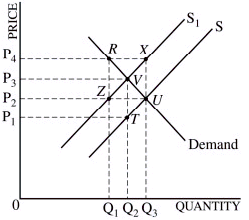 PRICE
S₁
S
P₄
R
X
P₃
V
P₂
Z
U
P₁
T
Demand
0
Q₁ Q₂ Q₃ QUANTITY